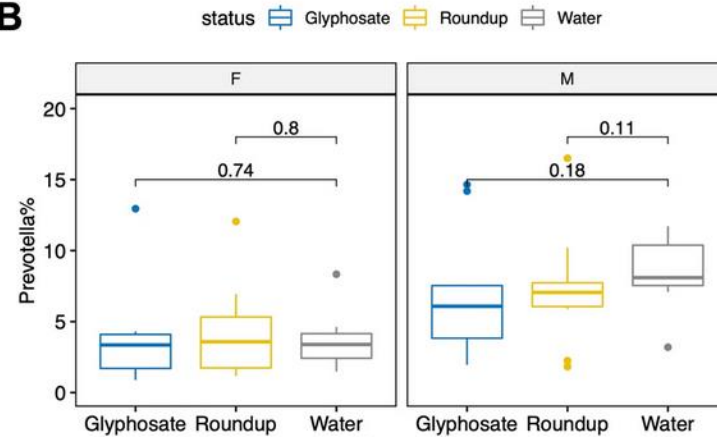 B
status Glyphosate Roundup Water
F M
Prevotella%
20
15
10
5
0
0.8
0.74
0.11
0.18
Glyphosate Roundup Water Glyphosate Roundup Water